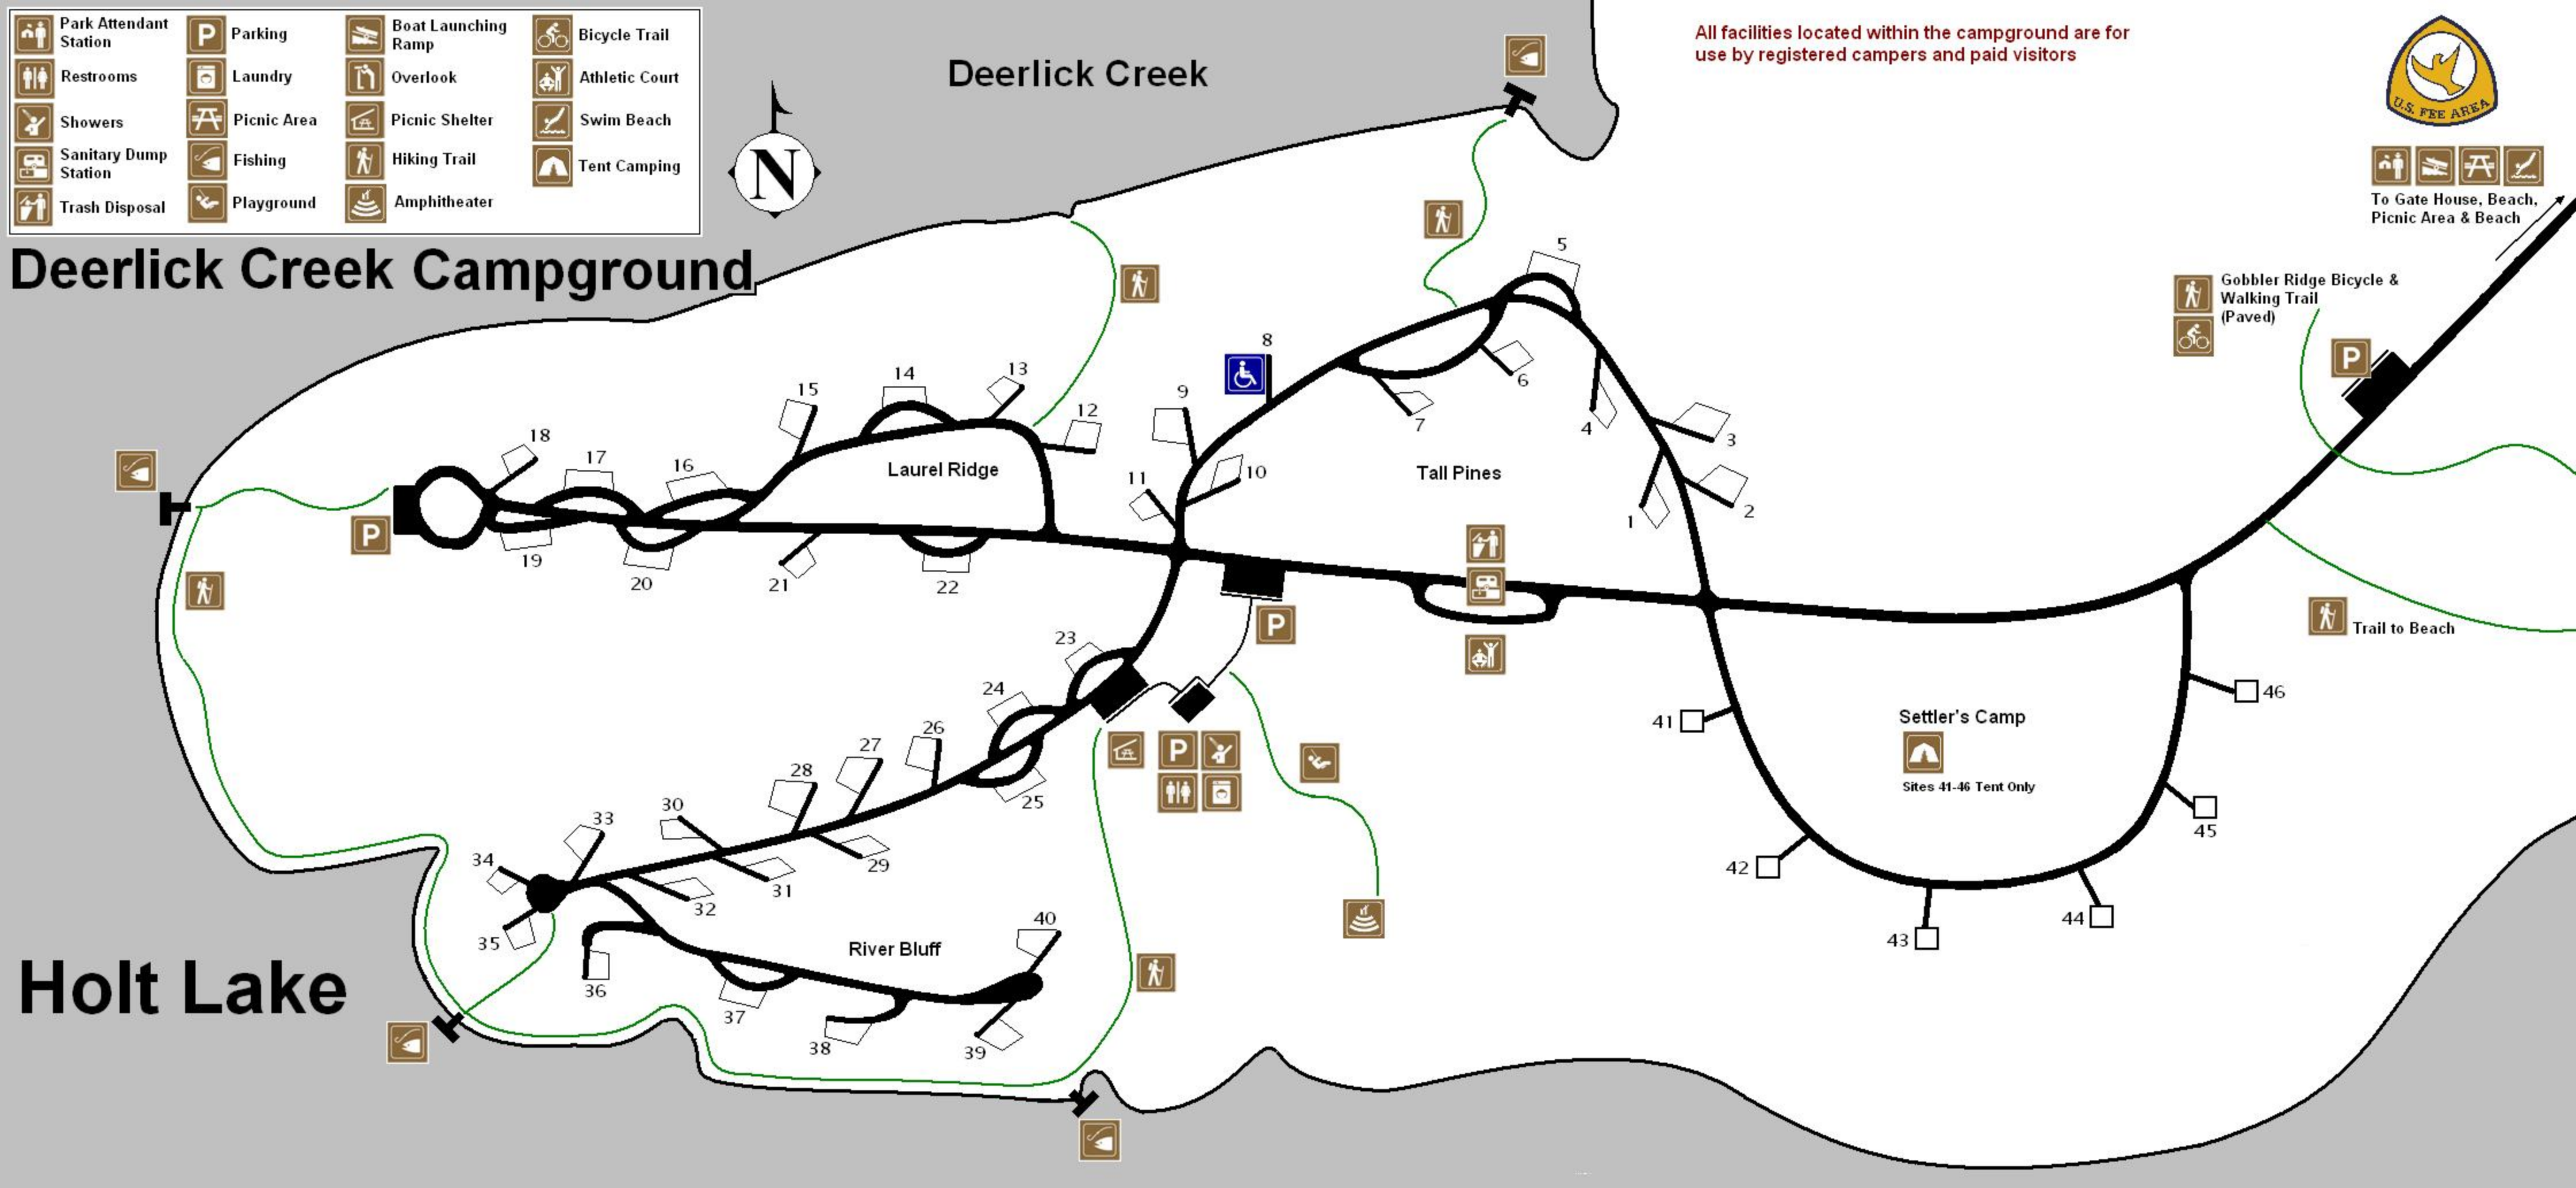 Park Attendant
Station
Restrooms
Showers
Sanitary Dump
Station
Trash Disposal
P
Parking
Laundry
Picnic Area
Fishing
Playground
Boat Launching
Ramp
Overlook
Picnic Shelter
Hiking Trail
Amphitheater
Bicycle Trail
Athletic Court
Swim Beach
Tent Camping
N
Deerlick Creek
All facilities located within the campground are for
use by registered campers and paid visitors
U.S. FEE AREA
To Gate House, Beach,
Picnic Area & Beach
Deerlick Creek Campground
Gobbler Ridge Bicycle &
Walking Trail
(Paved)
P
5
8
6
7
4
3
2
1
9
10
11
Tall Pines
12
13
14
15
Laurel Ridge
16
17
18
P
19
20
21
22
P
Trail to Beach
23
24
25
26
27
28
29
30
31
32
33
34
35
P
36
37
38
39
40
River Bluff
Holt Lake
41
42
43
44
45
46
Settler's Camp
Sites 41-46 Tent Only